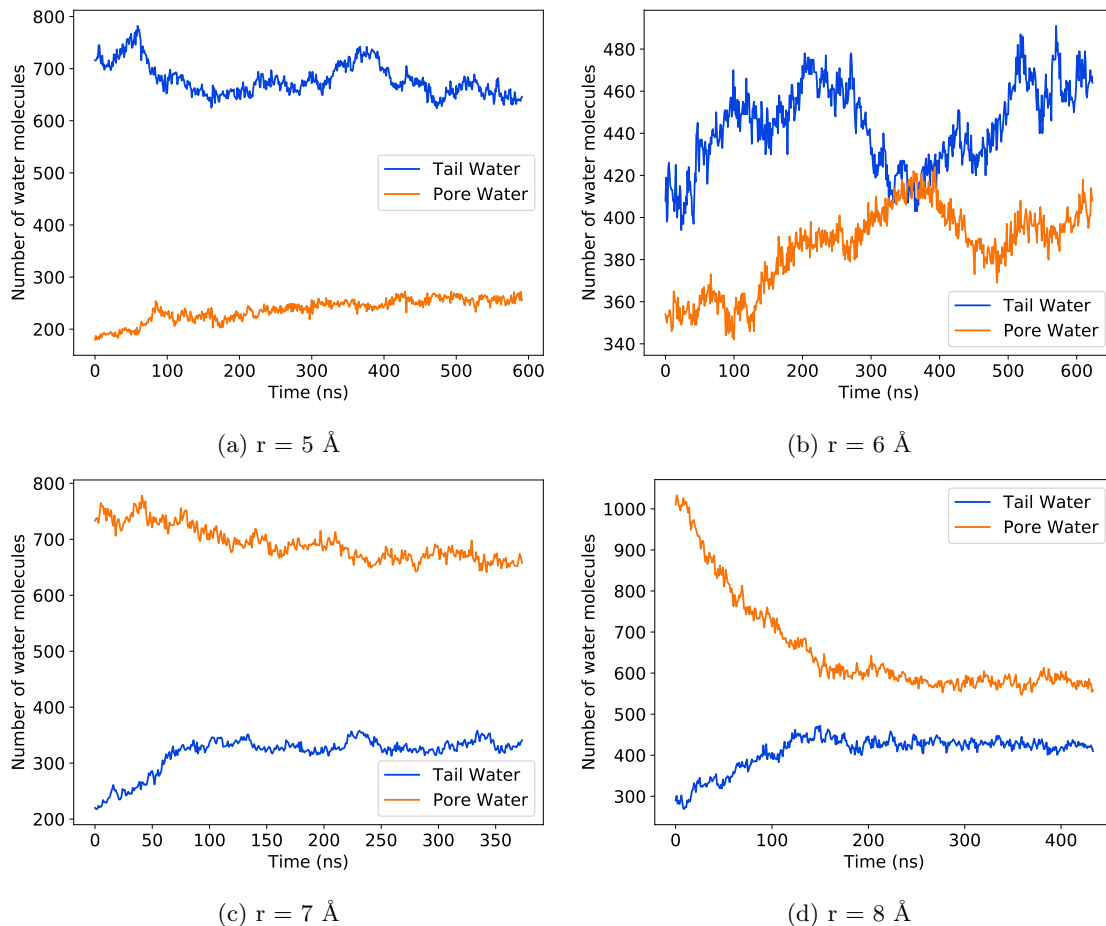 800
700
600
500
400
300
200
Number of water molecules
Tail Water
Pore Water
0 100 200 300 400 500 600
Time (ns)
(a) r = 5 Å
480
460
440
420
400
380
360
340
Number of water molecules
Tail Water
Pore Water
0 100 200 300 400 500 600
Time (ns)
(b) r = 6 Å
800
700
600
500
400
300
200
Number of water molecules
Tail Water
Pore Water
0 50 100 150 200 250 300 350
Time (ns)
(c) r = 7 Å
1000
900
800
700
600
500
400
300
Number of water molecules
Tail Water
Pore Water
0 100 200 300 400
Time (ns)
(d) r = 8 Å